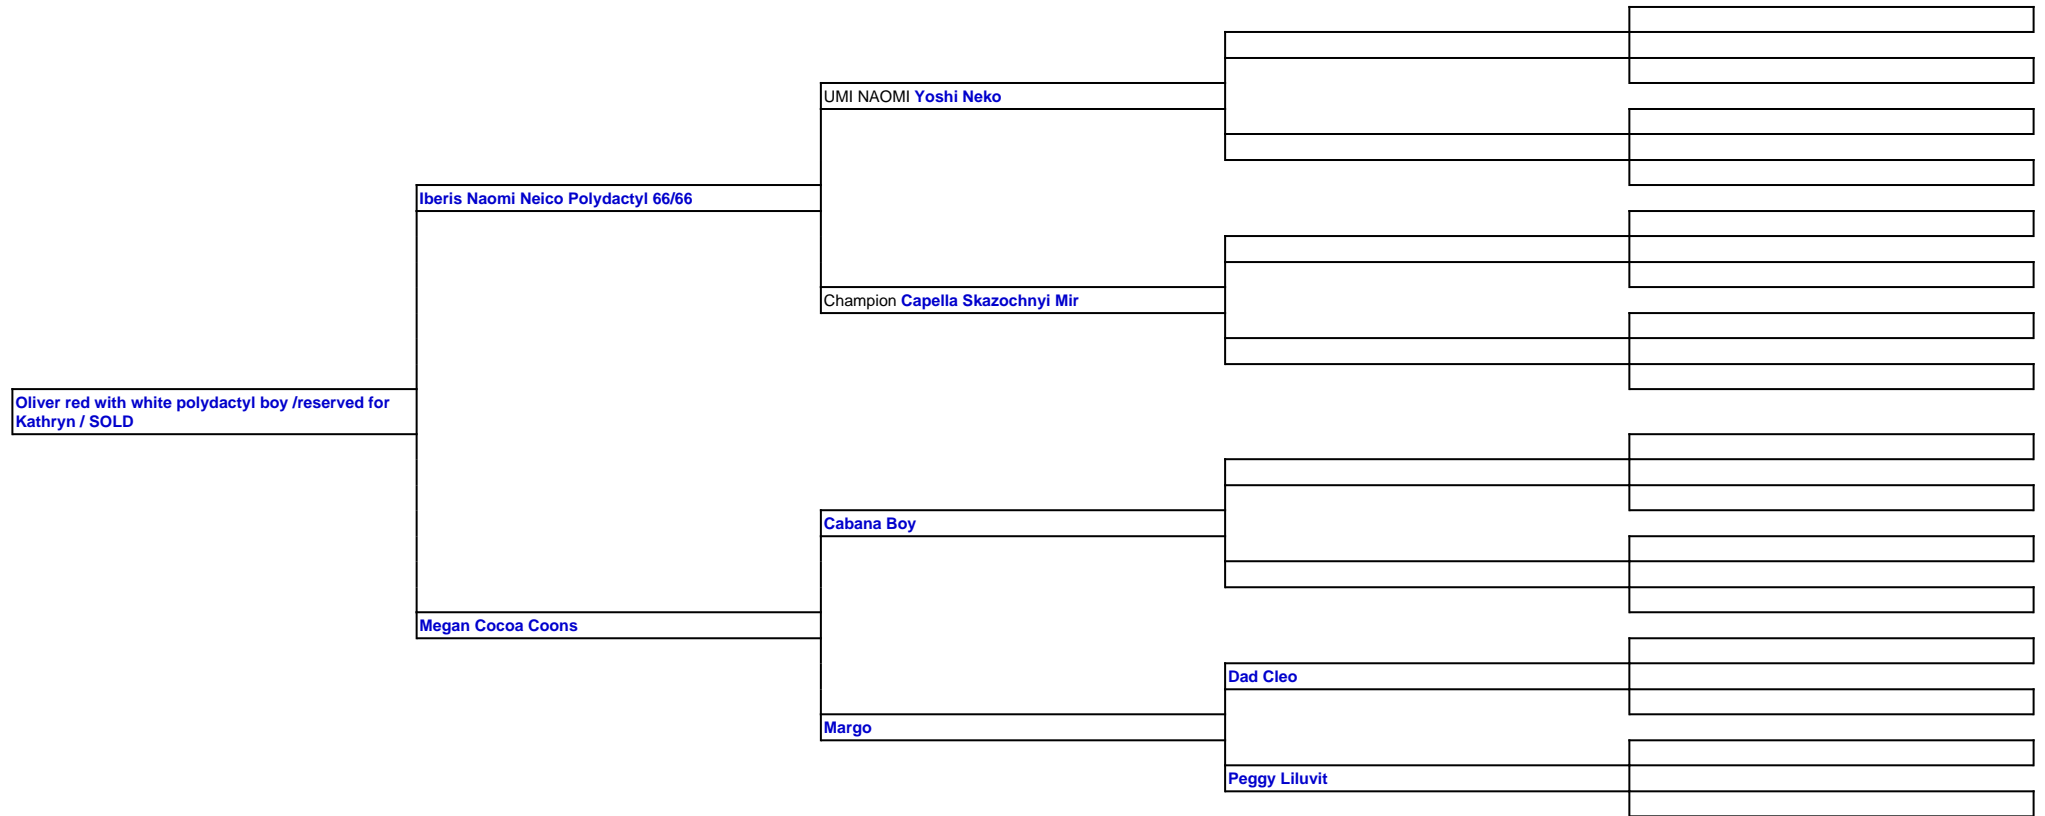 UMI NAOMI Yoshi Neko
Iberis Naomi Neico Polydactyl 66/66
Champion Capella Skazochnyi Mir
Oliver red with white polydactyl boy /reserved for
Kathryn / SOLD
Cabana Boy
Megan Cocoa Coons
Dad Cleo
Margo
Peggy Liluvit